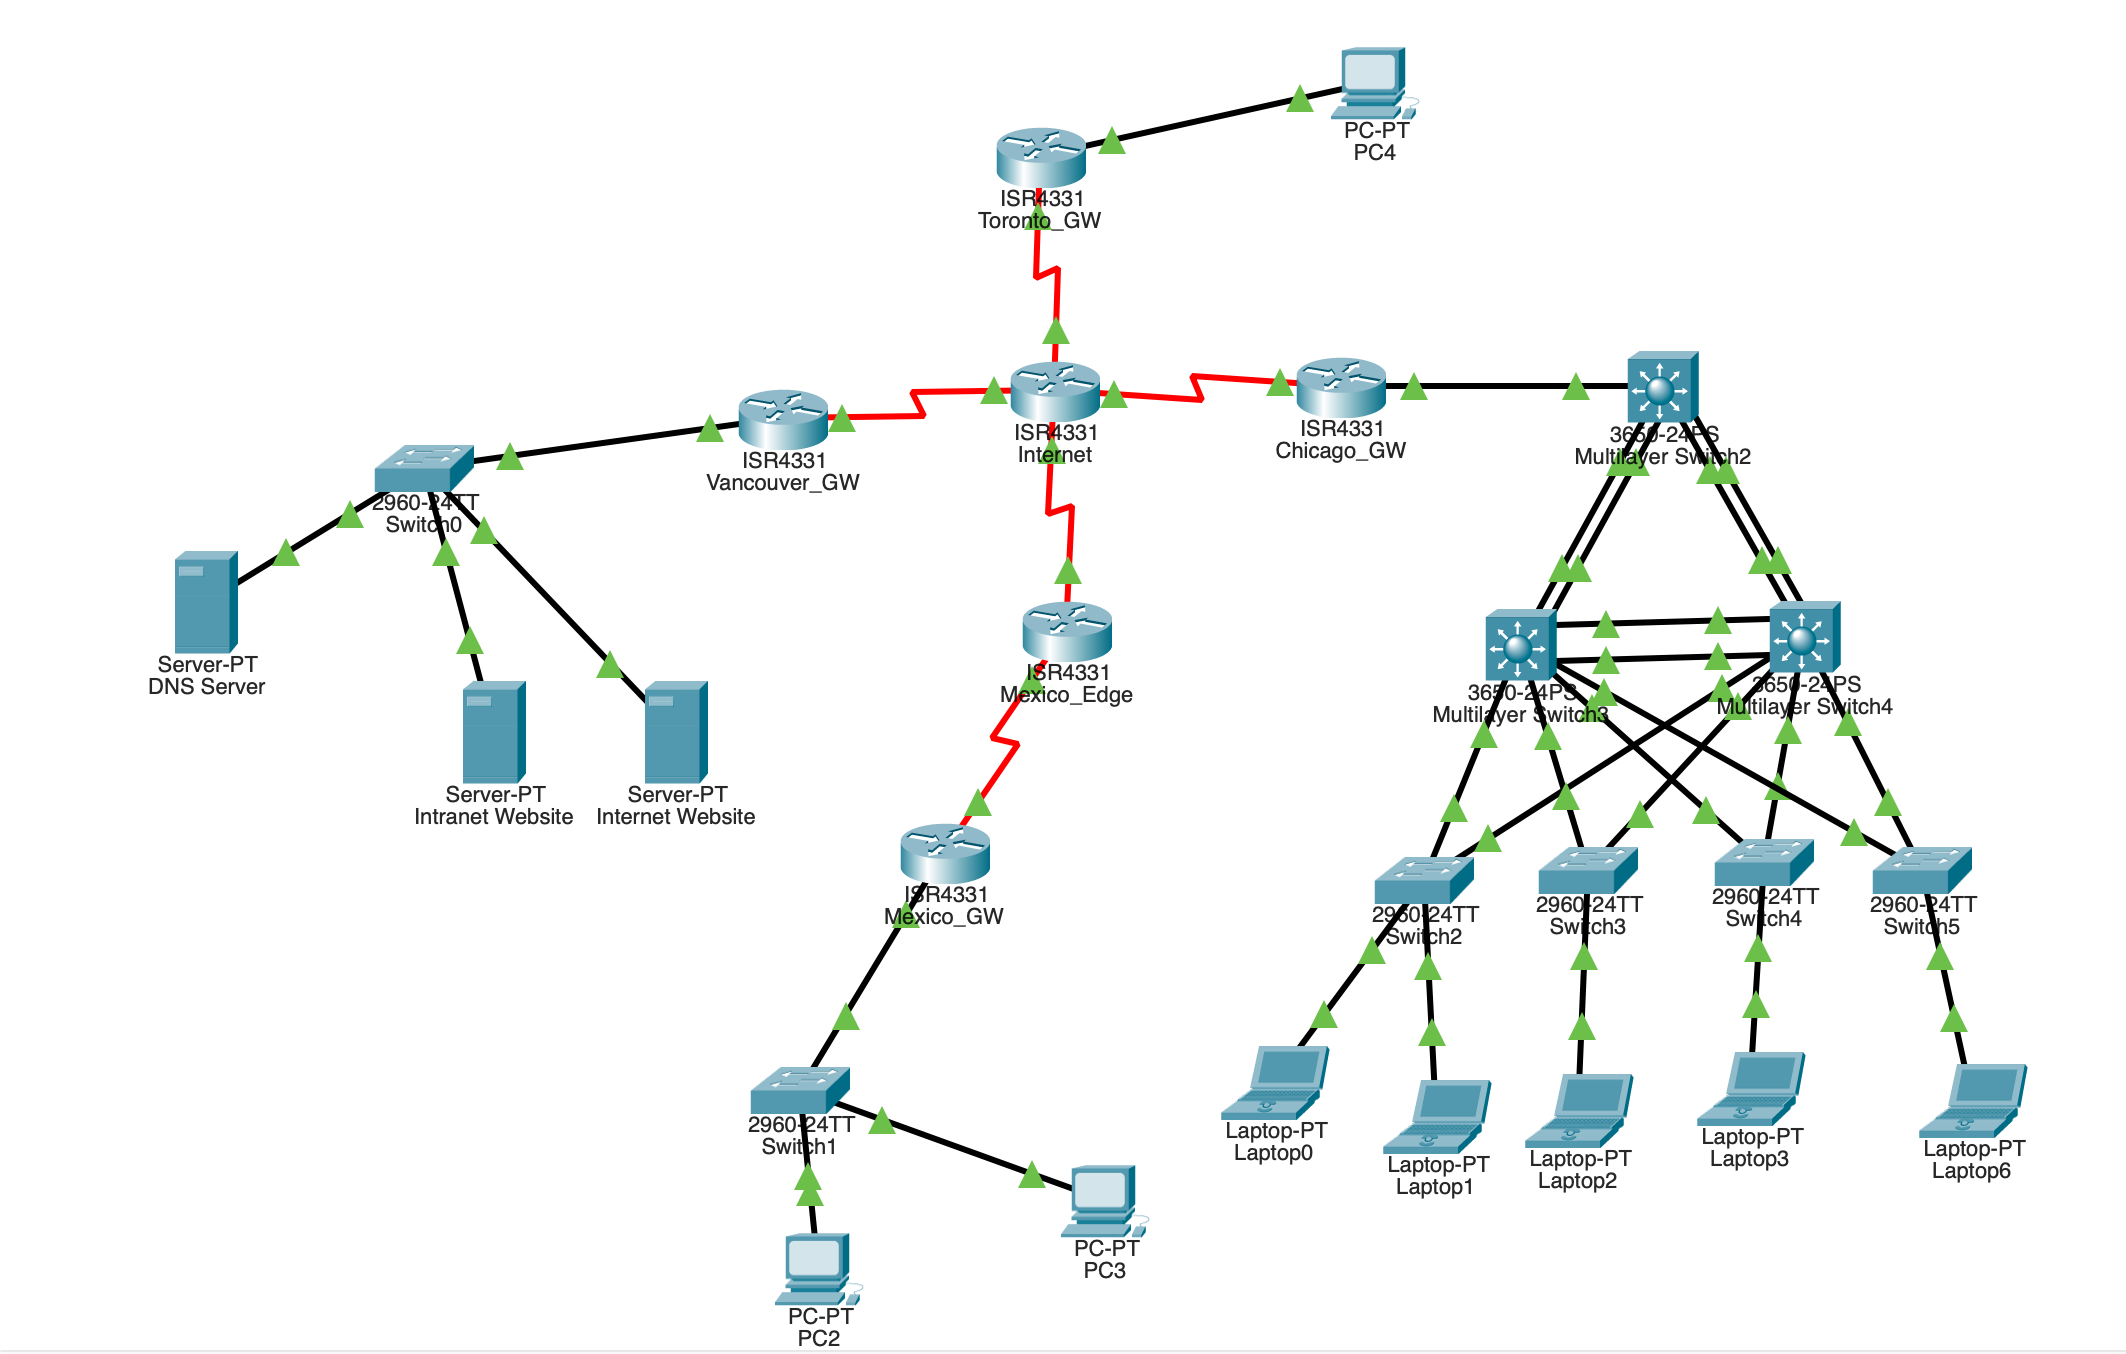 PC-PT
PC4
ISR4331
Toronto_GW
ISR4331
Internet
ISR4331
Chicago_GW
3650-24PS
Multilayer Switch2
ISR4331
Vancouver_GW
2960-24TT
Switch0
Server-PT
DNS Server
Server-PT
Intranet Website
Server-PT
Internet Website
ISR4331
Mexico_Edge
3650-24PS
Multilayer Switch3
3650-24PS
Multilayer Switch4
ISR4331
Mexico_GW
2960-24TT
Switch2
2960-24TT
Switch3
2960-24TT
Switch4
2960-24TT
Switch5
2960-24TT
Switch1
Laptop-PT
Laptop0
Laptop-PT
Laptop1
Laptop-PT
Laptop2
Laptop-PT
Laptop3
Laptop-PT
Laptop6
PC-PT
PC3
PC-PT
PC2